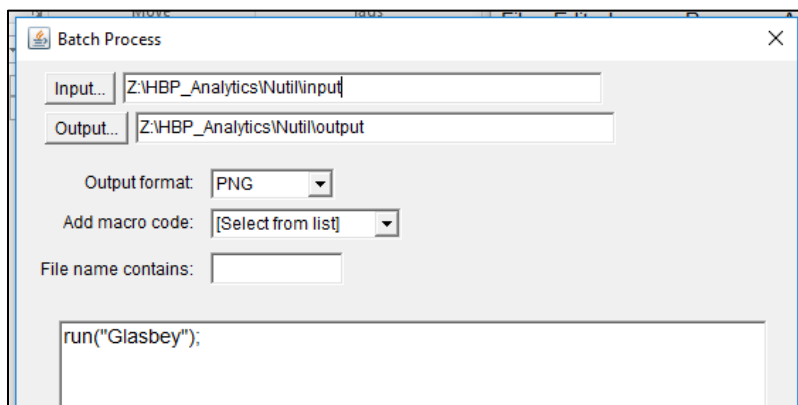 Batch Process
Input... Z:\HBP_Analytics\Nutil\input
Output... Z:\HBP_Analytics\Nutil\output
Output format: PNG
Add macro code: [Select from list]
File name contains:
run("Glasbey");